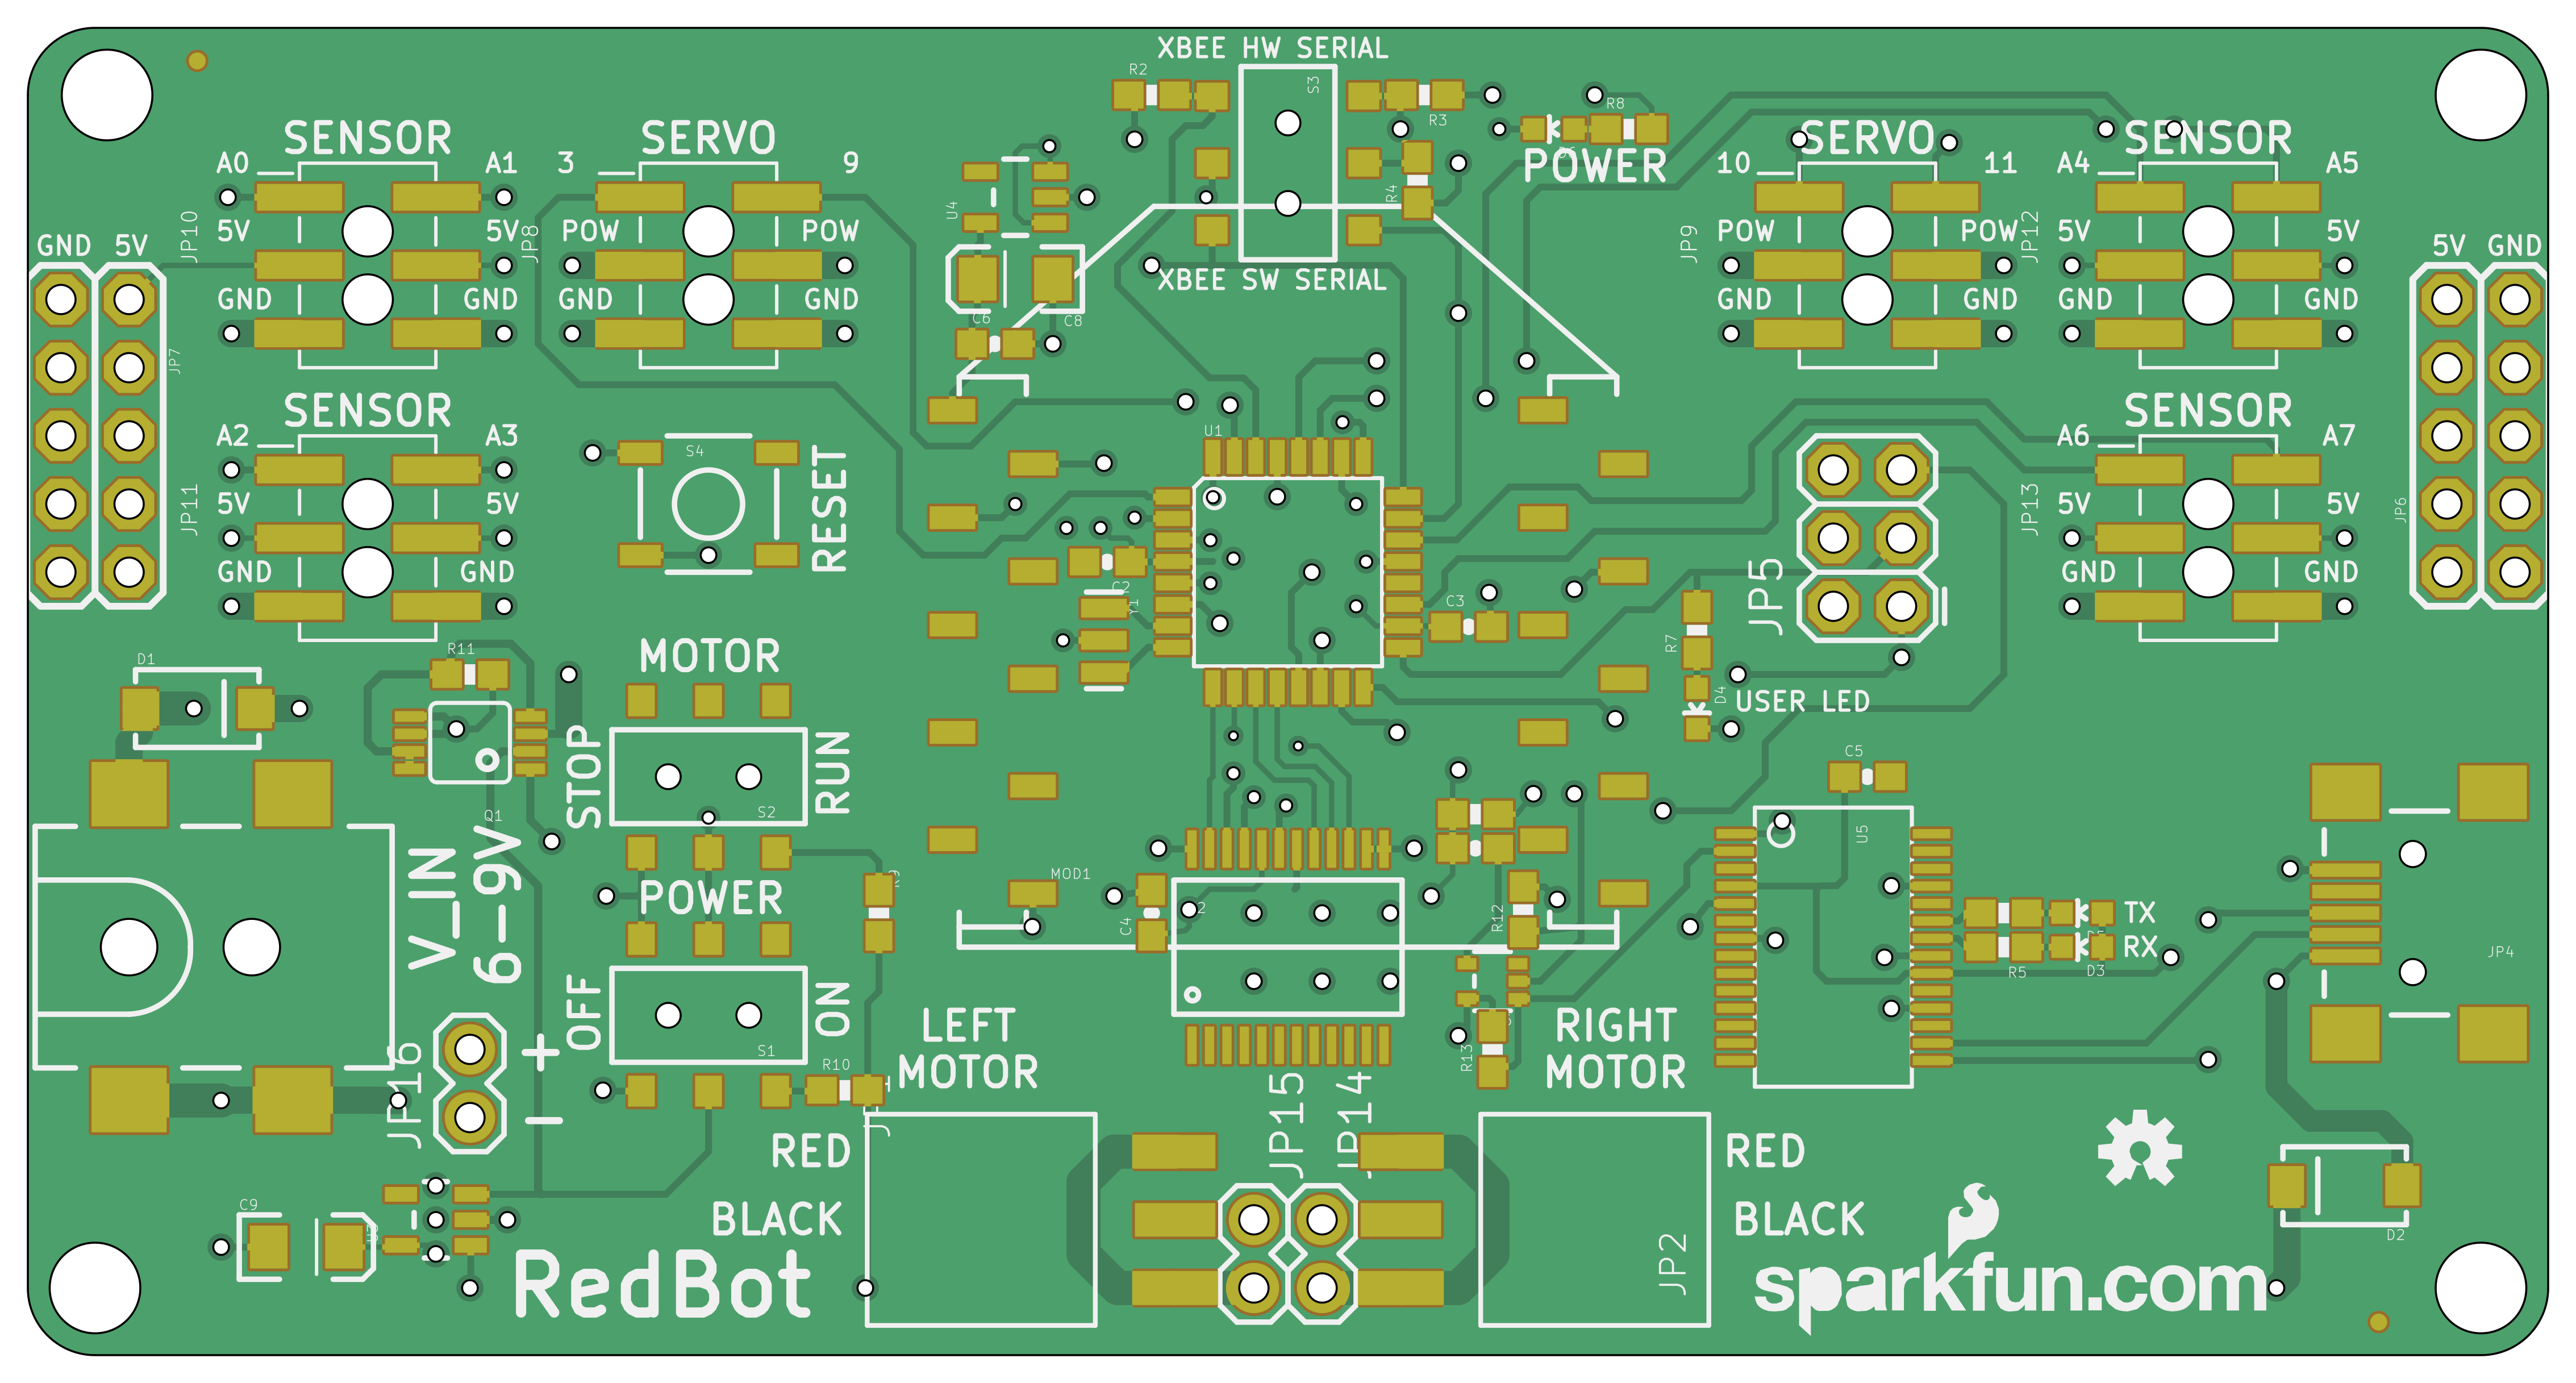 XBEE HW SERIAL
R2
S3
R3
R8
D6
SENSOR
SERVO
POWER
SERVO
SENSOR
A0
A1
3
9
10
11
A4
A5
R4
U4
5V
5V
POW
POW
POW
POW
5V
5V
JP10
JP8
JP9
JP12
GND
5V
5V
GND
XBEE SW SERIAL
GND
GND
GND
GND
GND
GND
GND
GND
C6
C8
JP7
SENSOR
SENSOR
A2
A3
A6
A7
U1
S4
RESET
5V
5V
5V
5V
JP11
JP13
JP6
GND
GND
GND
GND
C2
Y1
C3
JP5
R7
MOTOR
R11
D1
D4
USER LED
STOP
RUN
S2
Q1
C5
U5
V_IN
6-9V
POWER
R9
MOD1
C4
R12
TX
RX
R5
D3
JP4
OFF
ON
S1
LEFT
MOTOR
RIGHT
MOTOR
R13
R10
JP16
+
-
JP15
JP14
RED
RED
BLACK
BLACK
C9
JP2
D2
RedBot
sparkfun.com